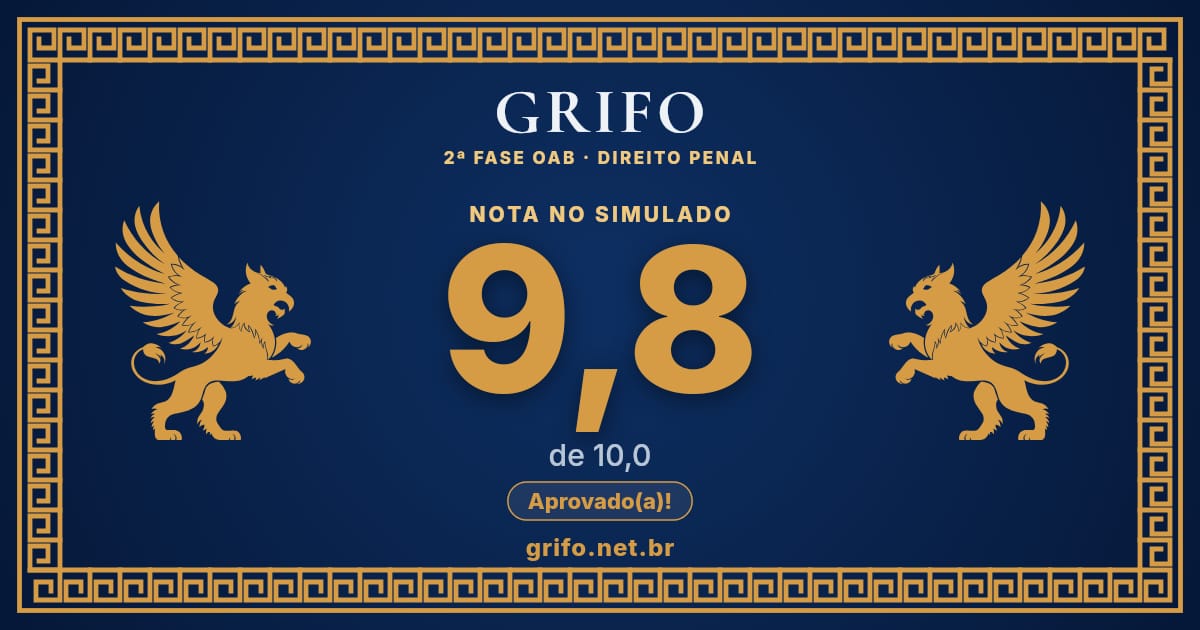 GRIFO
2ª FASE OAB · DIREITO PENAL
NOTA NO SIMULADO
9,8
de 10,0
Aprovado(a)!
grifo.net.br